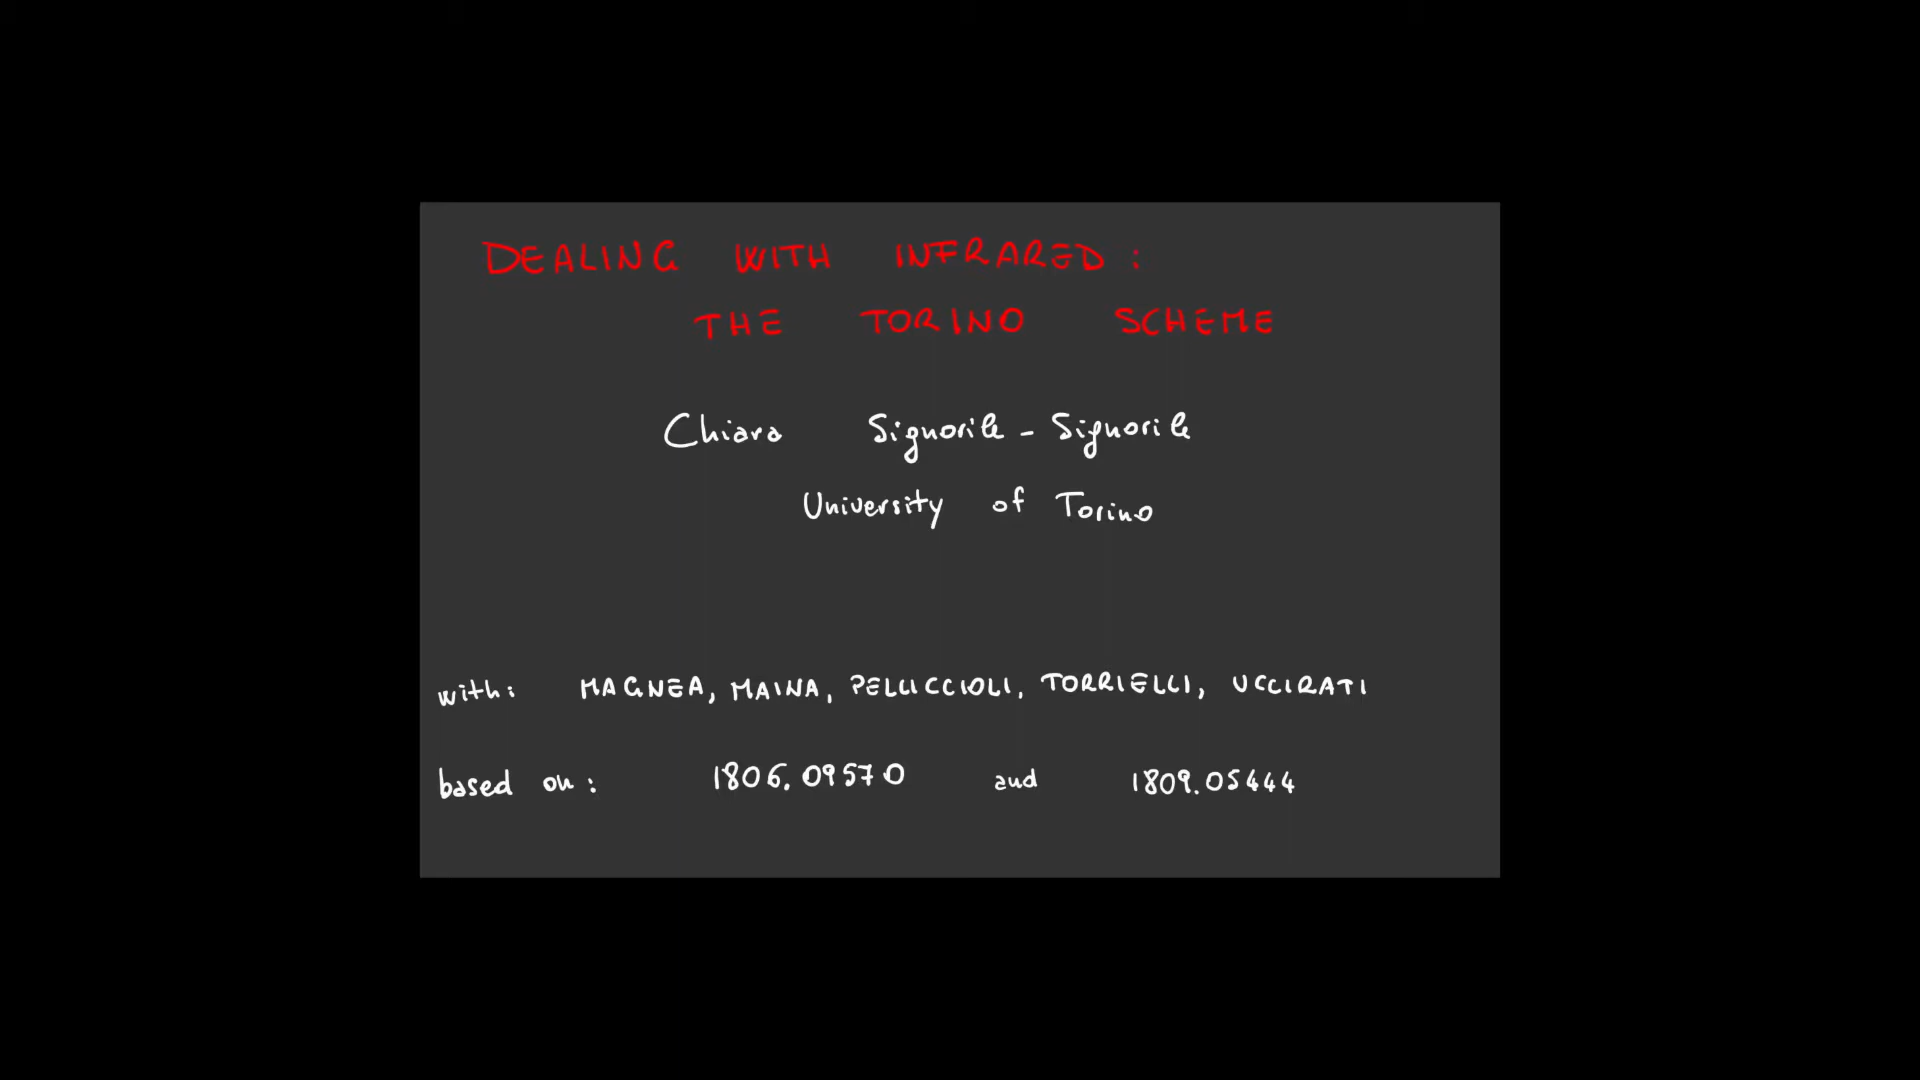 DEALING WITH INFRARED:
THE TORINO SCHEME
Chiara Signorile-Signorile
University of Torino
with: MAGNEA, MAINA, PELLICCIOLI, TORRIELLI, UCCIRATI
based on: 1806.09570 and 1809.05444